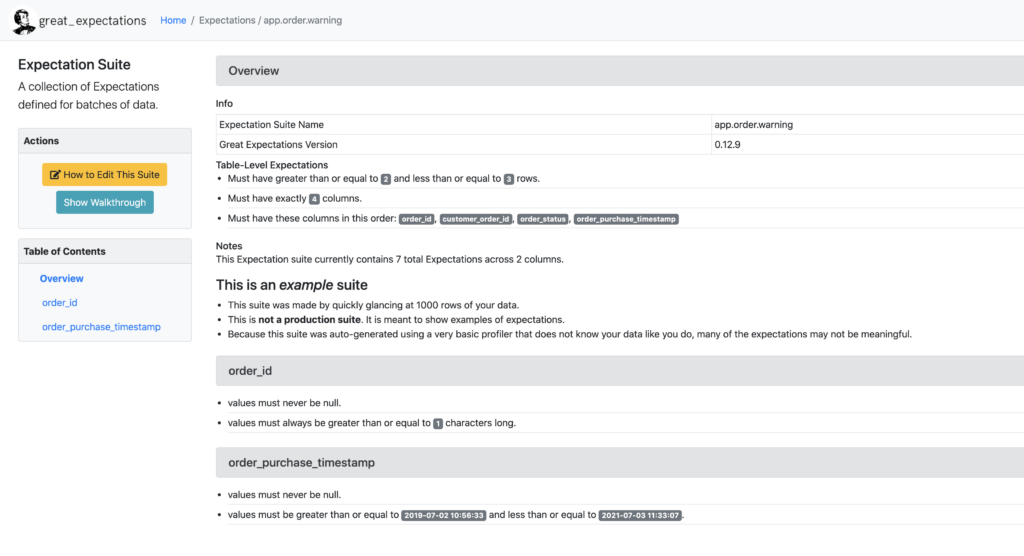 great_expectations Home / Expectations / app.order.warning
Expectation Suite
A collection of Expectations
defined for batches of data.
Actions
How to Edit This Suite
Show Walkthrough
Table of Contents
Overview
order_id
order_purchase_timestamp
Overview
Info
Expectation Suite Name app.order.warning
Great Expectations Version 0.12.9
Table-Level Expectations
• Must have greater than or equal to 2 and less than or equal to 3 rows.
• Must have exactly 4 columns.
• Must have these columns in this order: order_id, customer_order_id, order_status, order_purchase_timestamp
Notes
This Expectation suite currently contains 7 total Expectations across 2 columns.
This is an example suite
• This suite was made by quickly glancing at 1000 rows of your data.
• This is not a production suite. It is meant to show examples of expectations.
• Because this suite was auto-generated using a very basic profiler that does not know your data like you do, many of the expectations may not be meaningful.
order_id
• values must never be null.
• values must always be greater than or equal to 1 characters long.
order_purchase_timestamp
• values must never be null.
• values must be greater than or equal to 2019-07-02 10:56:33 and less than or equal to 2021-07-03 11:33:07.